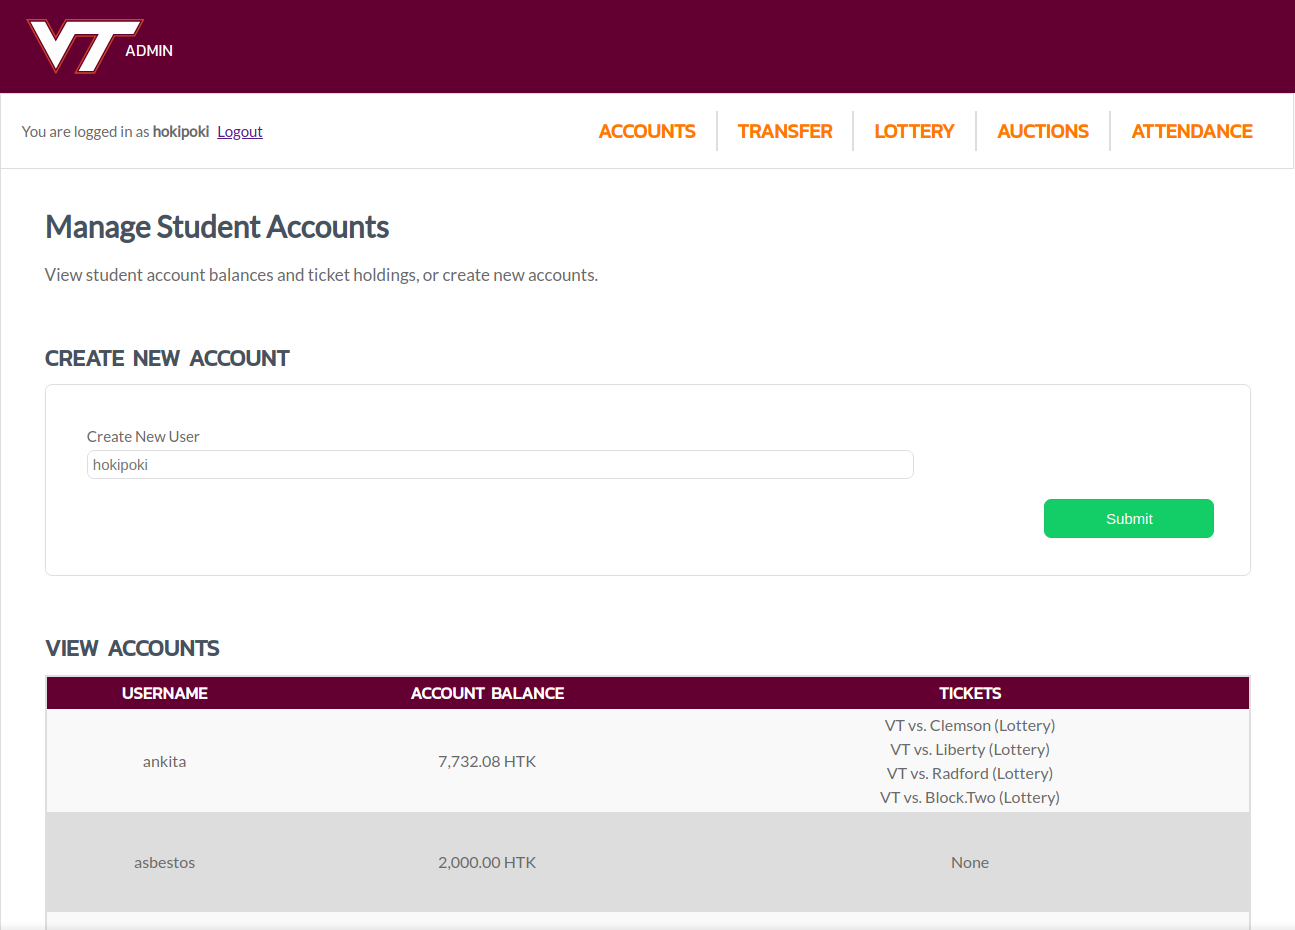 VT ADMIN
You are logged in as hokipoki Logout
ACCOUNTS TRANSFER LOTTERY AUCTIONS ATTENDANCE
Manage Student Accounts
View student account balances and ticket holdings, or create new accounts.
CREATE NEW ACCOUNT
Create New User
hokipoki
Submit
VIEW ACCOUNTS
USERNAME ACCOUNT BALANCE TICKETS
VT vs. Clemson (Lottery)
VT vs. Liberty (Lottery)
ankita 7,732.08 HTK
VT vs. Radford (Lottery)
VT vs. Block.Two (Lottery)
asbestos 2,000.00 HTK None